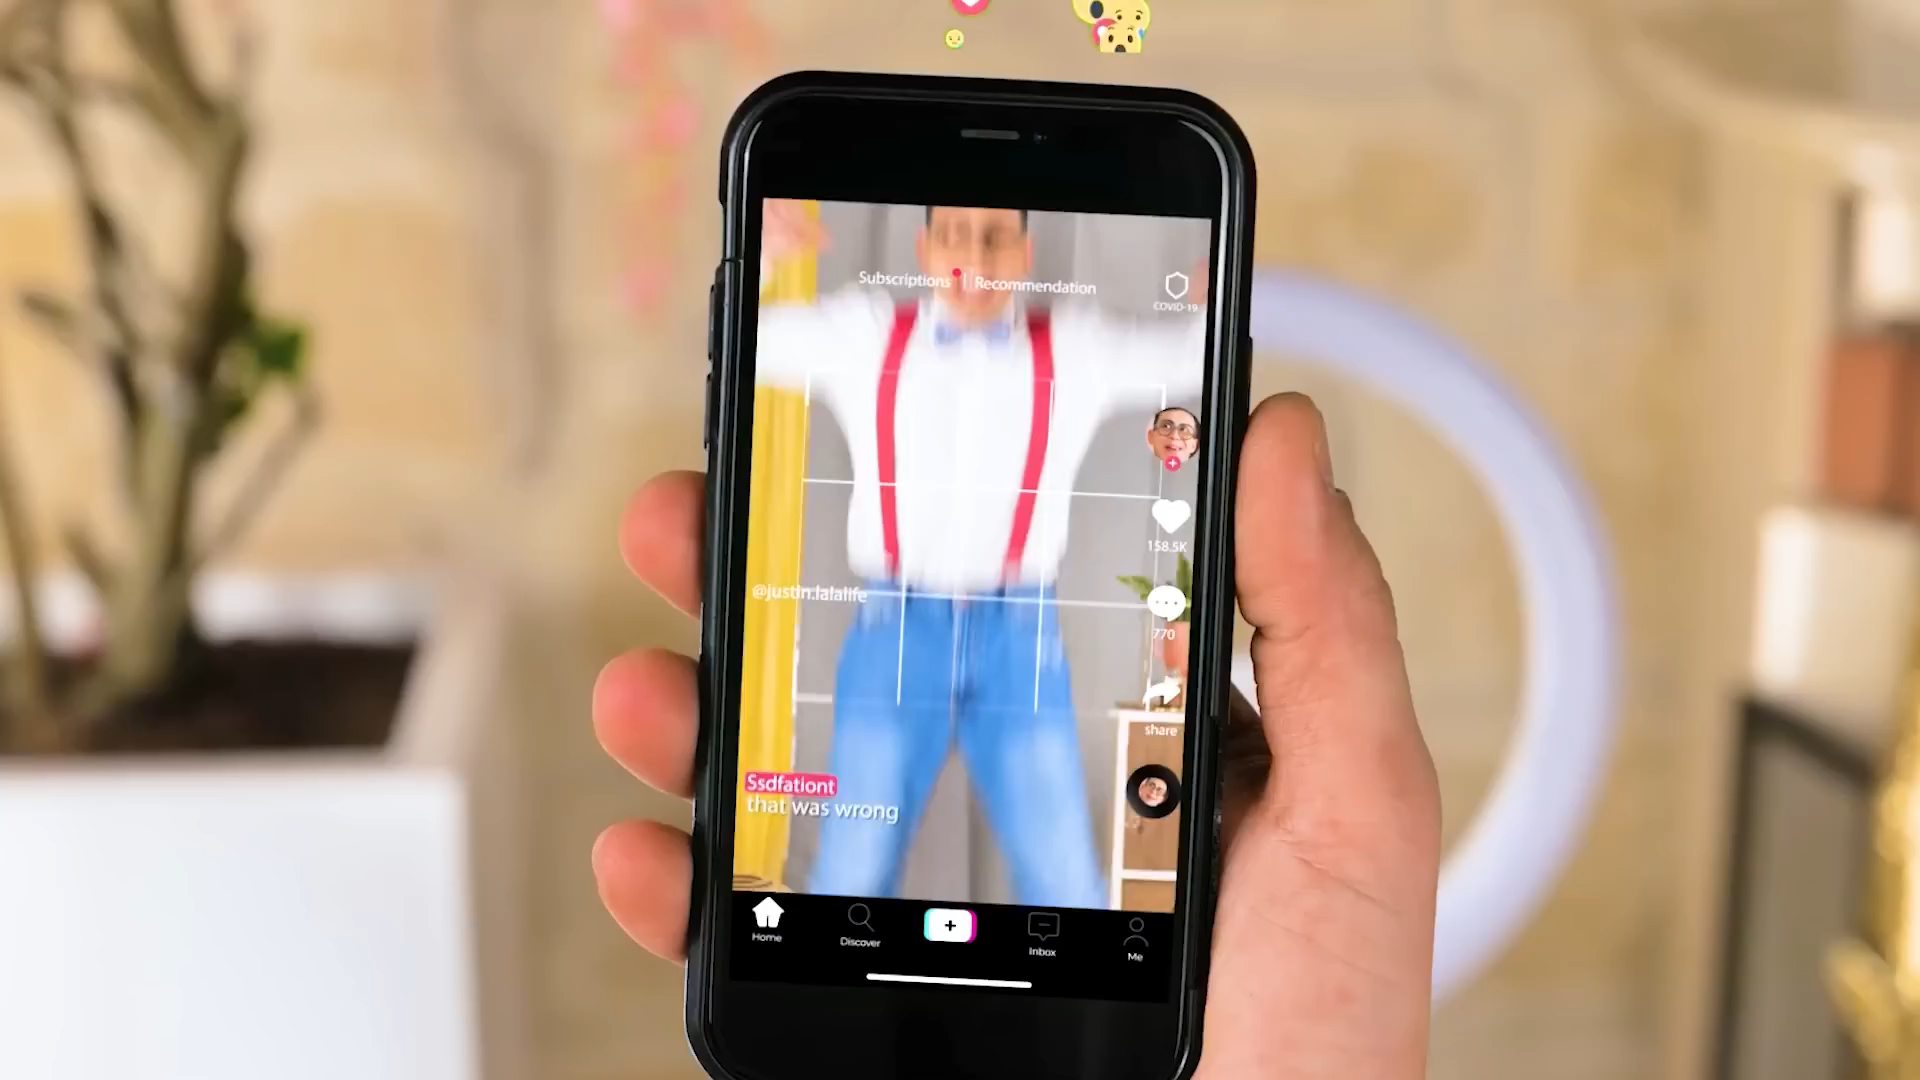 Subscriptions | Recommendation
COVID-19
158.5K
@justin.lalalife
770
share
Ssdfationt
that was wrong
Home
Discover
Inbox
Me